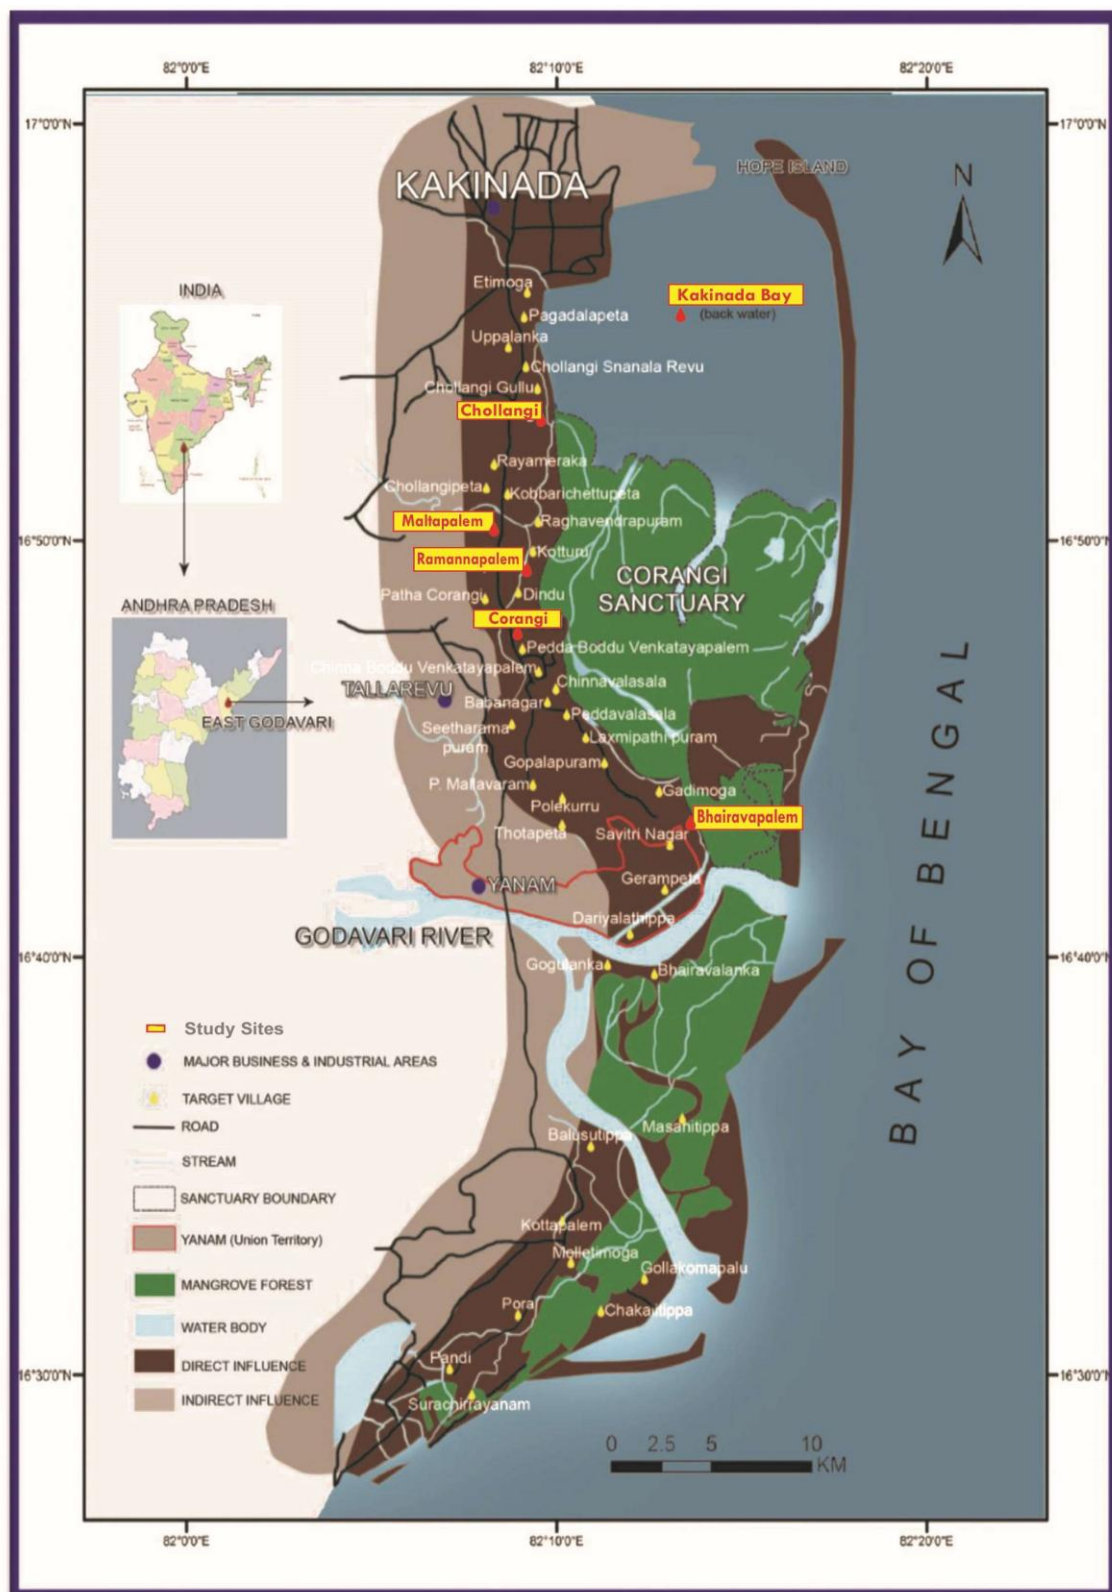 82°0'0"E
82°10'0"E
82°20'0"E
17°0'0"N
17°0'0"N
HOPE ISLAND
KAKINADA
N
Etimoga
INDIA
Kakinada Bay
(back water)
Pagadalapeta
Uppalanka
Chollangi Snanala Revu
Chollangi Gullu
Chollangi
Rayameraka
Chollangipeta
Kobbarichettupeta
Maltapalem
Raghavendrapuram
16°50'0"N
16°50'0"N
Kotturu
Ramannapalem
CORANGI
SANCTUARY
Patha Corangi
Dindu
ANDHRA PRADESH
Corangi
Pedda Boddu Venkatayapalem
Chinna Boddu Venkatayapalem
Chinnavalasala
TALLAREVU
Babanagar
Peddavalasala
EAST GODAVARI
Seetharama
puram
Laxmipathi puram
Gopalapuram
P. Mallavaram
Gadimoga
Polekurru
Bhairavapalem
Thotapeta
Savitri Nagar
YANAM
Gerampeta
Dariyalathippa
GODAVARI RIVER
BAY OF BENGAL
16°40'0"N
16°40'0"N
Gogulanka
Bhairavalanka
Study Sites
MAJOR BUSINESS & INDUSTRIAL AREAS
TARGET VILLAGE
ROAD
STREAM
SANCTUARY BOUNDARY
YANAM (Union Territory)
MANGROVE FOREST
WATER BODY
DIRECT INFLUENCE
INDIRECT INFLUENCE
Masanitippa
Balusutippa
Kottapalem
Molletimoga
Gollakomapalu
Pora
Chakalitippa
Pandi
16°30'0"N
16°30'0"N
Surachirrayanam
0 2.5 5 10
KM
82°0'0"E
82°10'0"E
82°20'0"E